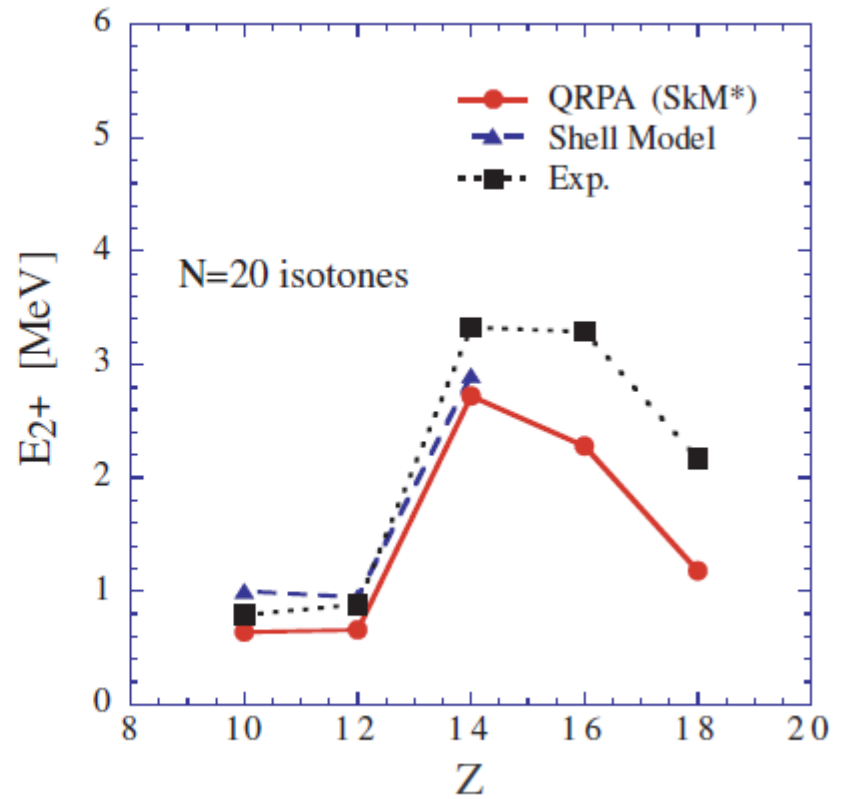 6
5
4
3
2
1
0
8
10
12
14
16
18
20
QRPA (SkM*)
Shell Model
Exp.
N=20 isotones
E2+ [MeV]
Z